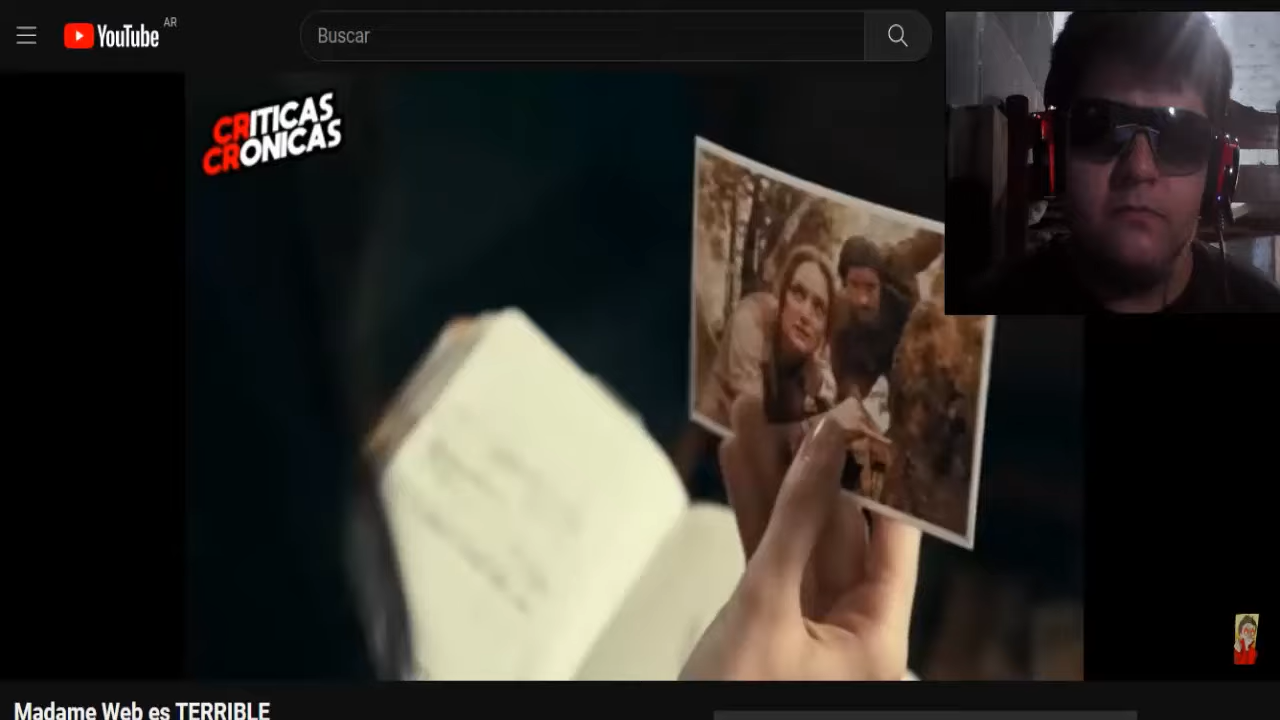 YouTube AR
Buscar
CRITICAS
CRONICAS
Madame Web es TERRIBLE